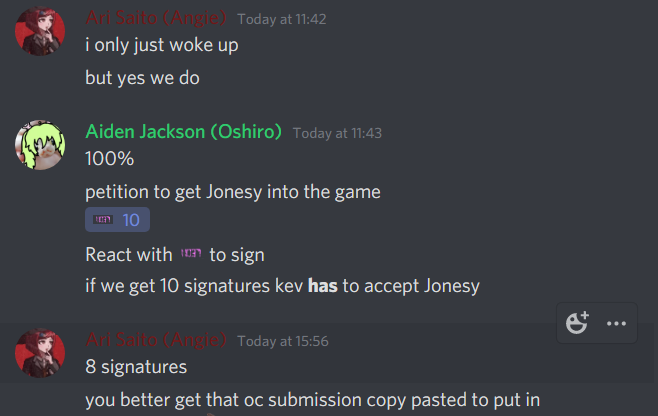 Ari Saito (Angie) Today at 11:42
i only just woke up
but yes we do
Aiden Jackson (Oshiro) Today at 11:43
100%
petition to get Jonesy into the game
10
React with to sign
if we get 10 signatures kev has to accept Jonesy
Ari Saito (Angie) Today at 15:56
8 signatures
you better get that oc submission copy pasted to put in